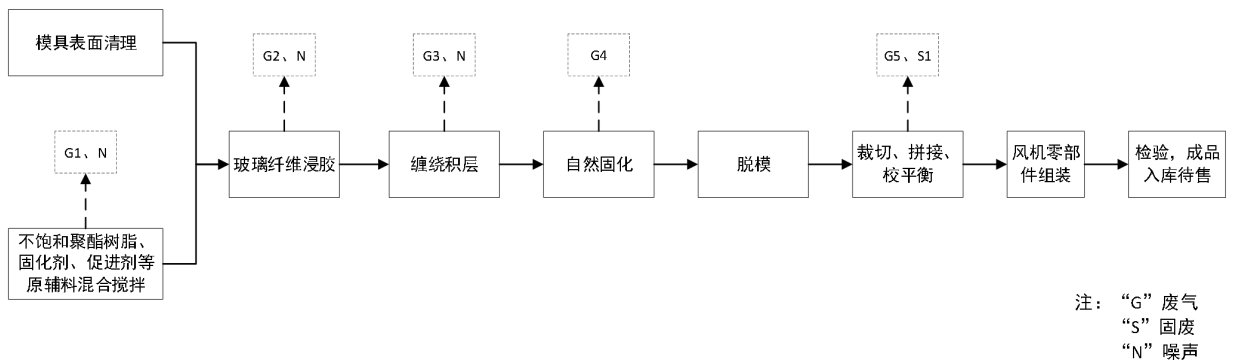 模具表面清理
G1、N
不饱和聚酯树脂、
固化剂、促进剂等
原辅料混合搅拌
G2、N
玻璃纤维浸胶
G3、N
缠绕积层
G4
自然固化
脱模
G5、S1
裁切、拼接、
校平衡
风机零部
件组装
检验，成品
入库待售
注：“G”废气
“S”固废
“N”噪声